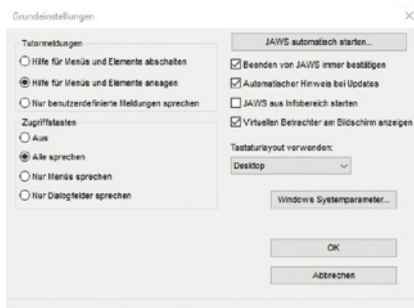 Grundeinstellungen
Tutormeldungen
Hilfe für Menüs und Elemente abschalten
Hilfe für Menüs und Elemente ansagen
Nur benutzerdefinierte Meldungen sprechen
Zugriffstasten
Aus
Alle sprechen
Nur Menüs sprechen
Nur Dialogfelder sprechen
JAWS automatisch starten...
Beenden von JAWS immer bestätigen
Automatischer Hinweis bei Updates
JAWS aus Infobereich starten
Virtuellen Betrachter am Bildschirm anzeigen
Tastaturlayout verwenden:
Desktop
Windows Systemparameter...
OK
Abbrechen